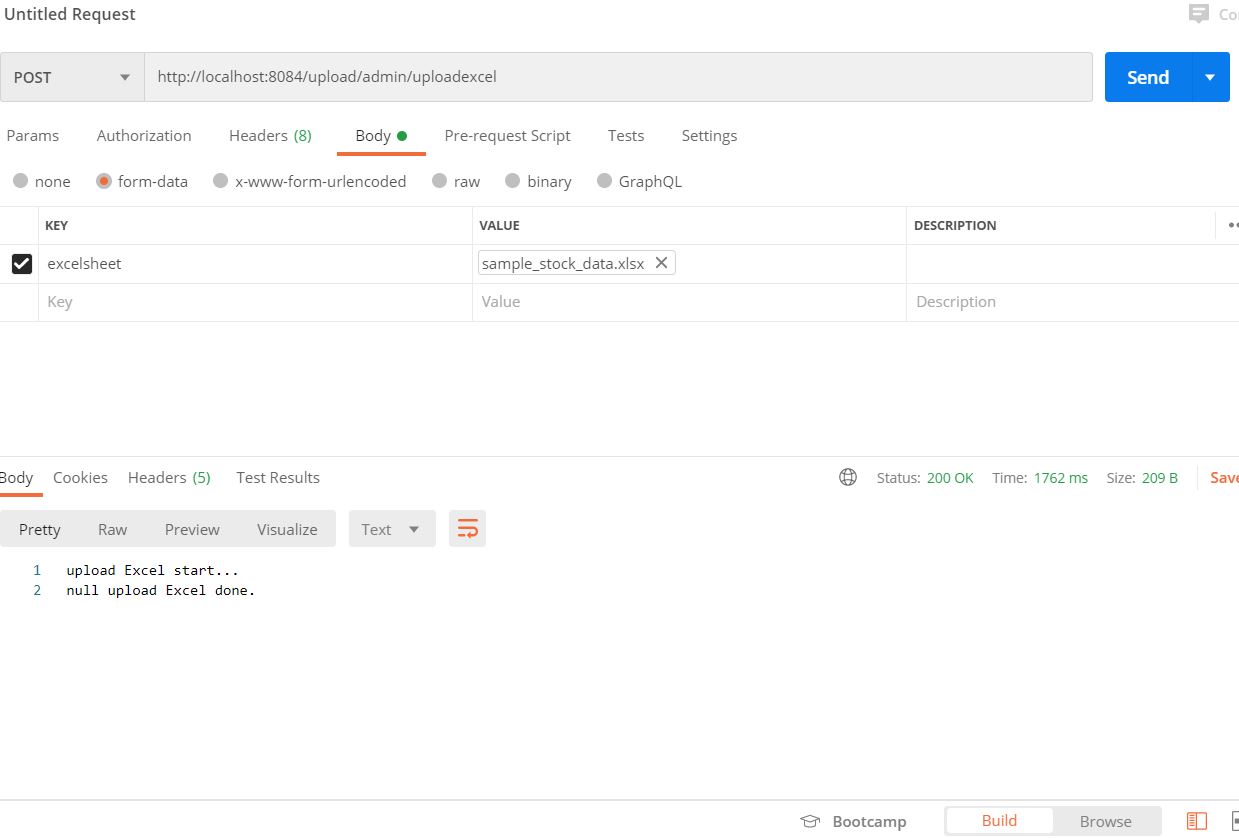 Untitled Request
POST http://localhost:8084/upload/admin/uploadexcel Send
Params Authorization Headers (8) Body Pre-request Script Tests Settings
none form-data x-www-form-urlencoded raw binary GraphQL
KEY VALUE DESCRIPTION
excelsheet sample_stock_data.xlsx
Key Value Description
Body Cookies Headers (5) Test Results Status: 200 OK Time: 1762 ms Size: 209 B Save
Pretty Raw Preview Visualize Text
1 upload Excel start...
2 null upload Excel done.
Bootcamp Build Browse